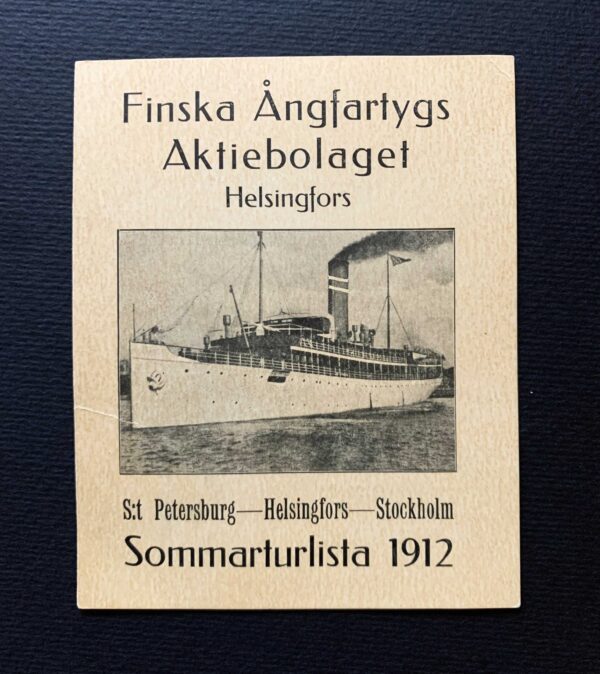 Finska Ångfartygs
Aktiebolaget
Helsingfors
S:t Petersburg—Helsingfors—Stockholm
Sommarturlista 1912